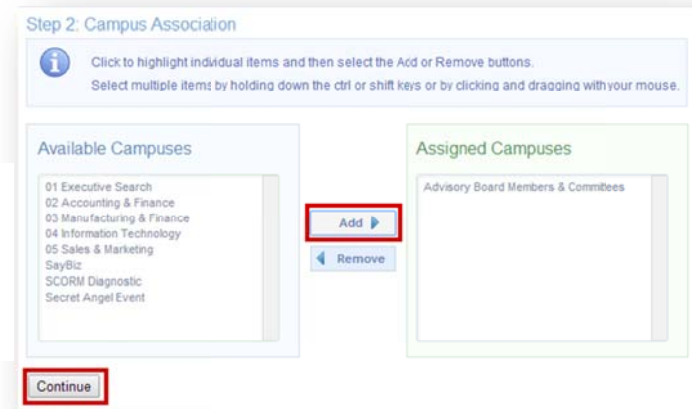 Step 2: Campus Association
Click to highlight individual items and then select the Add or Remove buttons.
Select multiple items by holding down the ctrl or shift keys or by clicking and dragging with your mouse.
Available Campuses
01 Executive Search
02 Accounting & Finance
03 Manufacturing & Finance
04 Information Technology
05 Sales & Marketing
SayBiz
SCORM Diagnostic
Secret Angel Event
Add
Remove
Assigned Campuses
Advisory Board Members & Committees
Continue